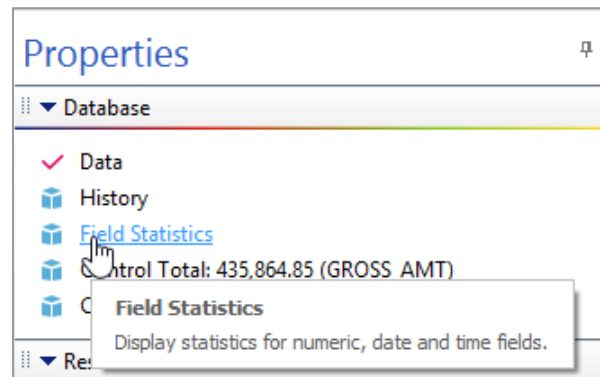 Properties
Database
Data
History
Field Statistics
Control Total: 435,864.85 (GROSS_AMT)
C
Field Statistics
Display statistics for numeric, date and time fields.
Re